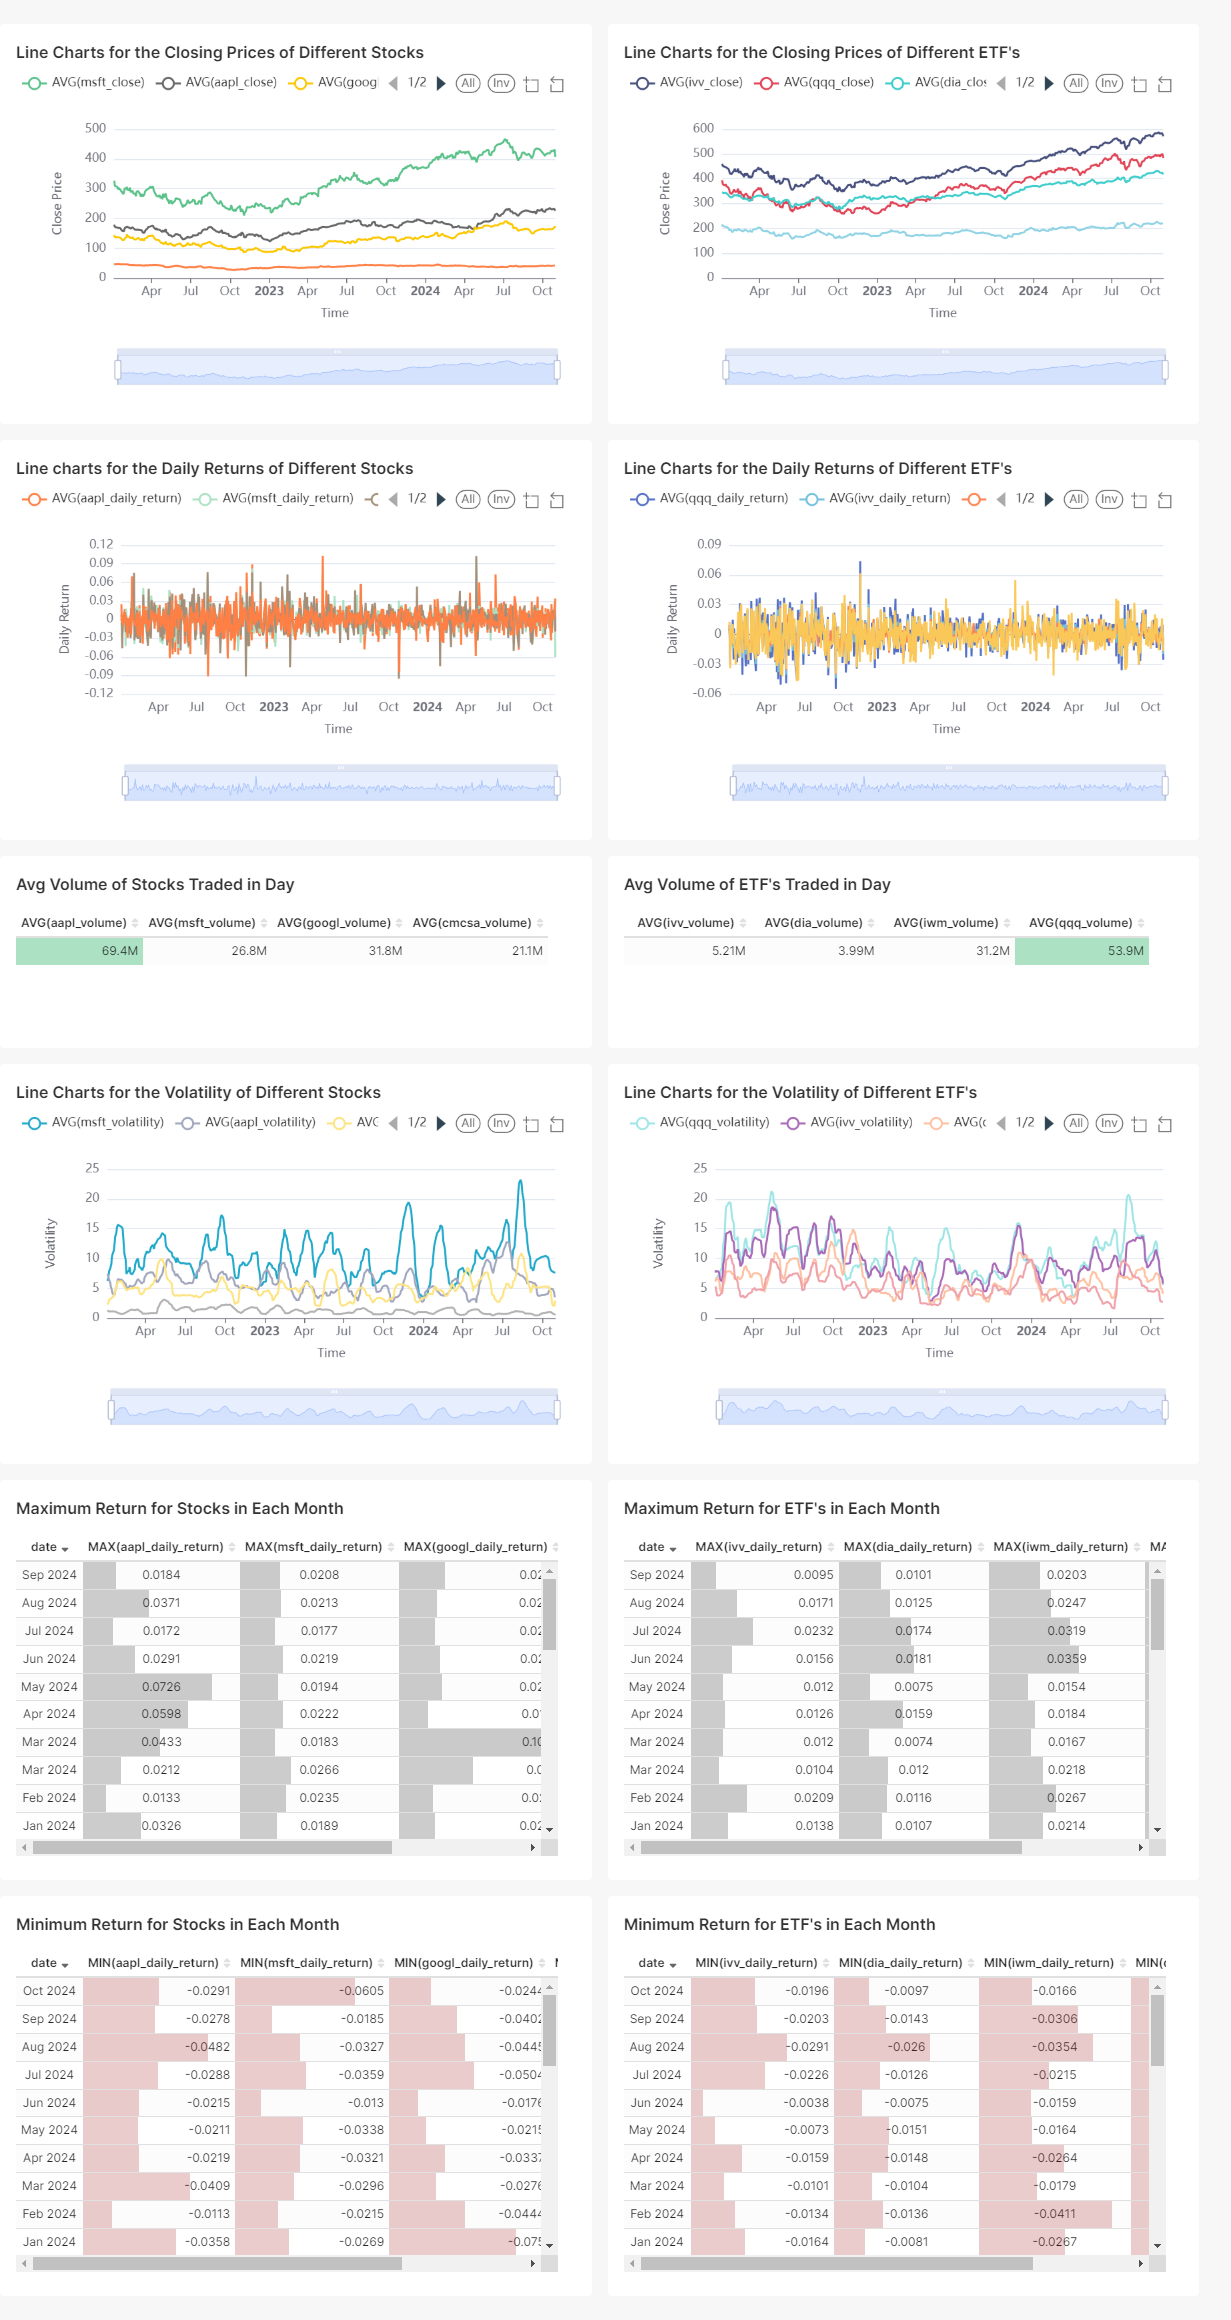 Line Charts for the Closing Prices of Different Stocks
AVG(msft_close) AVG(aapl_close) AVG(goog 1/2 All Inv
500
400
300
200
100
0
Close Price
Apr Jul Oct 2023 Apr Jul Oct 2024 Apr Jul Oct
Time
Line Charts for the Closing Prices of Different ETF's
AVG(ivv_close) AVG(qqq_close) AVG(dia_clos 1/2 All Inv
600
500
400
300
200
100
0
Close Price
Apr Jul Oct 2023 Apr Jul Oct 2024 Apr Jul Oct
Time
Line charts for the Daily Returns of Different Stocks
AVG(aapl_daily_return) AVG(msft_daily_return) 1/2 All Inv
0.12
0.09
0.06
0.03
0
-0.03
-0.06
-0.09
-0.12
Daily Return
Apr Jul Oct 2023 Apr Jul Oct 2024 Apr Jul Oct
Time
Line Charts for the Daily Returns of Different ETF's
AVG(qqq_daily_return) AVG(ivv_daily_return) 1/2 All Inv
0.09
0.06
0.03
0
-0.03
-0.06
Daily Return
Apr Jul Oct 2023 Apr Jul Oct 2024 Apr Jul Oct
Time
Avg Volume of Stocks Traded in Day
AVG(aapl_volume) AVG(msft_volume) AVG(googl_volume) AVG(cmcsa_volume)
69.4M 26.8M 31.8M 21.1M
Avg Volume of ETF's Traded in Day
AVG(ivv_volume) AVG(dia_volume) AVG(iwm_volume) AVG(qqq_volume)
5.21M 3.99M 31.2M 53.9M
Line Charts for the Volatility of Different Stocks
AVG(msft_volatility) AVG(aapl_volatility) AVG 1/2 All Inv
25
20
15
10
5
0
Volatility
Apr Jul Oct 2023 Apr Jul Oct 2024 Apr Jul Oct
Time
Line Charts for the Volatility of Different ETF's
AVG(qqq_volatility) AVG(ivv_volatility) AVG( 1/2 All Inv
25
20
15
10
5
0
Volatility
Apr Jul Oct 2023 Apr Jul Oct 2024 Apr Jul Oct
Time
Maximum Return for Stocks in Each Month
date MAX(aapl_daily_return) MAX(msft_daily_return) MAX(googl_daily_return)
Sep 2024 0.0184 0.0208 0.02
Aug 2024 0.0371 0.0213 0.02
Jul 2024 0.0172 0.0177 0.02
Jun 2024 0.0291 0.0219 0.02
May 2024 0.0726 0.0194 0.02
Apr 2024 0.0598 0.0222 0.0
Mar 2024 0.0433 0.0183 0.10
Mar 2024 0.0212 0.0266 0.0
Feb 2024 0.0133 0.0235 0.0
Jan 2024 0.0326 0.0189 0.02
Maximum Return for ETF's in Each Month
date MAX(ivv_daily_return) MAX(dia_daily_return) MAX(iwm_daily_return) MA
Sep 2024 0.0095 0.0101 0.0203
Aug 2024 0.0171 0.0125 0.0247
Jul 2024 0.0232 0.0174 0.0319
Jun 2024 0.0156 0.0181 0.0359
May 2024 0.012 0.0075 0.0154
Apr 2024 0.0126 0.0159 0.0184
Mar 2024 0.012 0.0074 0.0167
Mar 2024 0.0104 0.012 0.0218
Feb 2024 0.0209 0.0116 0.0267
Jan 2024 0.0138 0.0107 0.0214
Minimum Return for Stocks in Each Month
date MIN(aapl_daily_return) MIN(msft_daily_return) MIN(googl_daily_return)
Oct 2024 -0.0291 -0.0605 -0.0244
Sep 2024 -0.0278 -0.0185 -0.0402
Aug 2024 -0.0482 -0.0327 -0.0445
Jul 2024 -0.0288 -0.0359 -0.0504
Jun 2024 -0.0215 -0.013 -0.0176
May 2024 -0.0211 -0.0338 -0.0215
Apr 2024 -0.0219 -0.0321 -0.0337
Mar 2024 -0.0409 -0.0296 -0.0276
Feb 2024 -0.0113 -0.0215 -0.0444
Jan 2024 -0.0358 -0.0269 -0.075
Minimum Return for ETF's in Each Month
date MIN(ivv_daily_return) MIN(dia_daily_return) MIN(iwm_daily_return) MIN(
Oct 2024 -0.0196 -0.0097 -0.0166
Sep 2024 -0.0203 -0.0143 -0.0306
Aug 2024 -0.0291 -0.026 -0.0354
Jul 2024 -0.0226 -0.0126 -0.0215
Jun 2024 -0.0038 -0.0075 -0.0159
May 2024 -0.0073 -0.0151 -0.0164
Apr 2024 -0.0159 -0.0148 -0.0264
Mar 2024 -0.0101 -0.0104 -0.0179
Feb 2024 -0.0134 -0.0136 -0.0411
Jan 2024 -0.0164 -0.0081 -0.0267